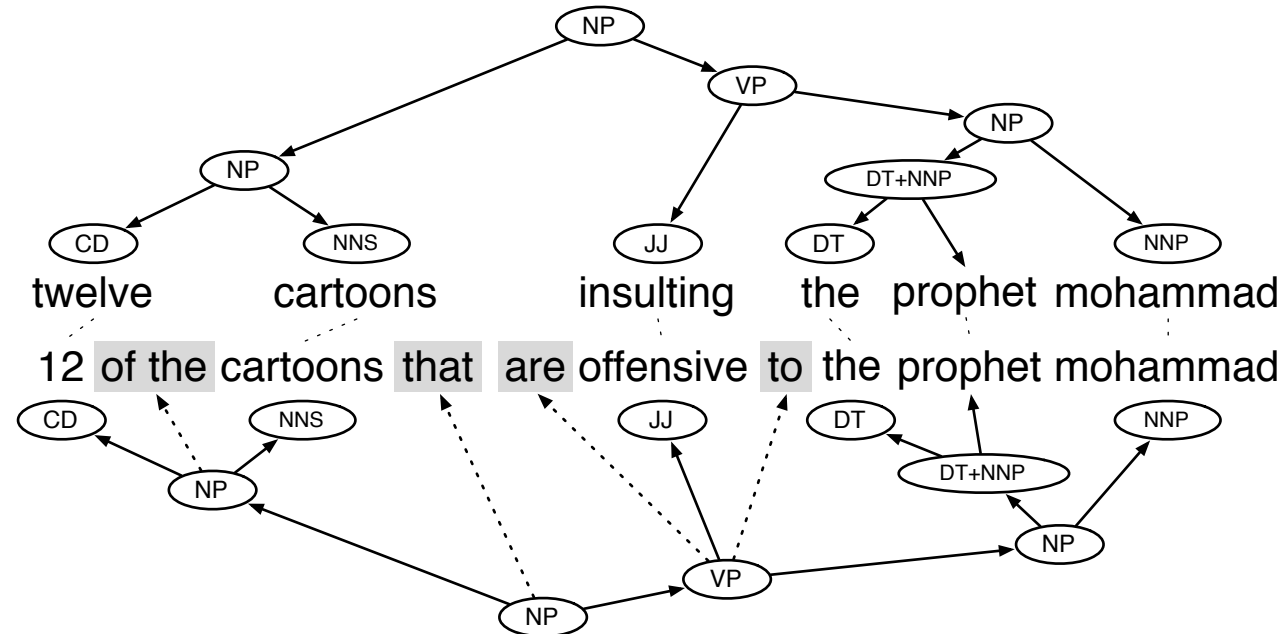 NP
VP
NP
NP
DT+NNP
CD NNS JJ DT NNP
twelve cartoons insulting the prophet mohammad
12 of the cartoons that are offensive to the prophet mohammad
CD NNS JJ DT NNP
DT+NNP
NP
NP
VP
NP